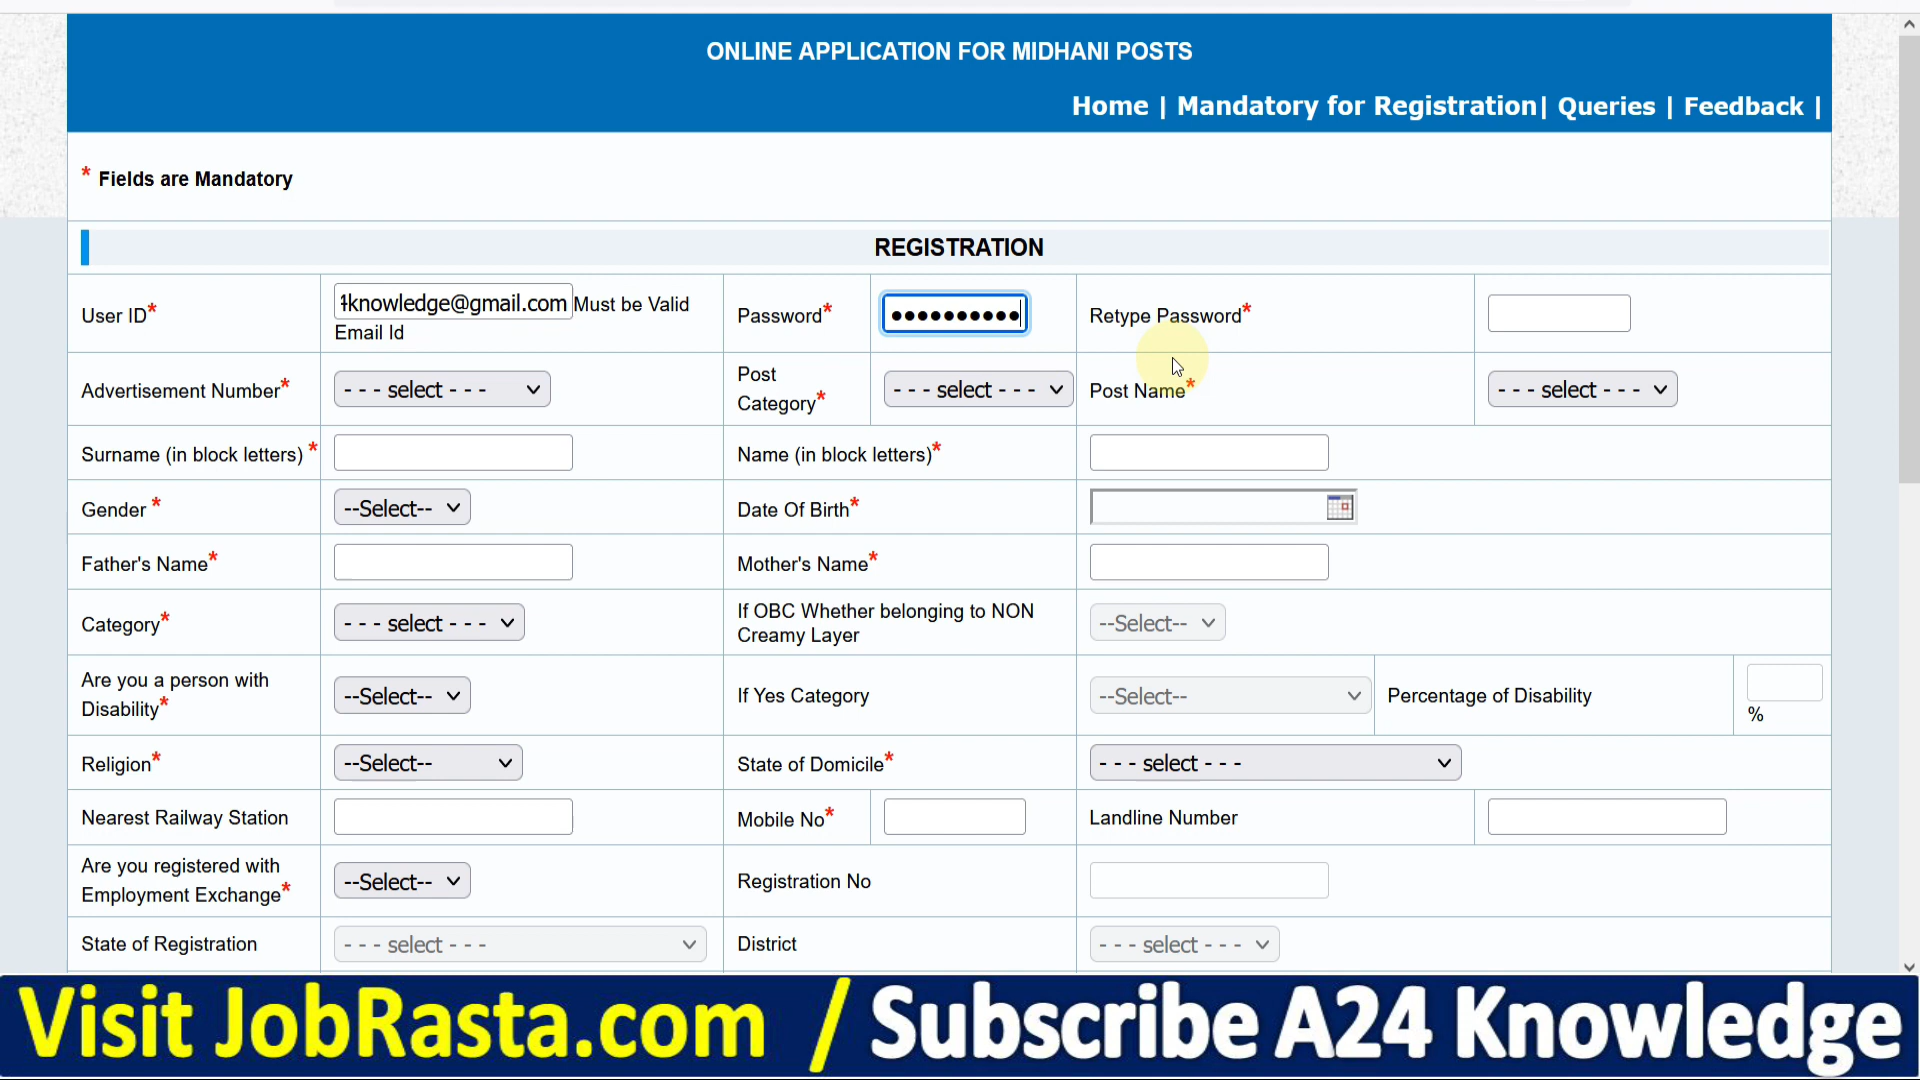 ONLINE APPLICATION FOR MIDHANI POSTS
Home | Mandatory for Registration| Queries | Feedback |
* Fields are Mandatory
REGISTRATION
User ID* 4knowledge@gmail.com Must be Valid Email Id Password* ●●●●●●●●●● Retype Password*
Advertisement Number* - - - select - - - Post Category* - - - select - - - Post Name* - - - select - - -
Surname (in block letters) * Name (in block letters)*
Gender * --Select-- Date Of Birth*
Father's Name* Mother's Name*
Category* - - - select - - - If OBC Whether belonging to NON Creamy Layer --Select--
Are you a person with Disability* --Select-- If Yes Category --Select-- Percentage of Disability %
Religion* --Select-- State of Domicile* - - - select - - -
Nearest Railway Station Mobile No* Landline Number
Are you registered with Employment Exchange* --Select-- Registration No
State of Registration - - - select - - - District - - - select - - -
Visit JobRasta.com / Subscribe A24 Knowledge